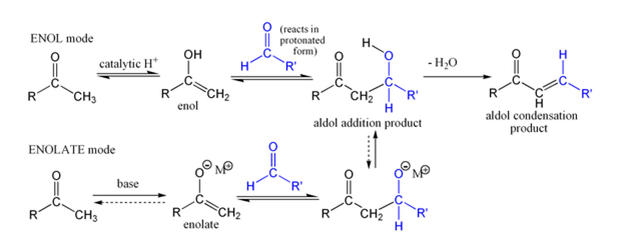 ENOL mode
O
R
CH₃
catalytic H⁺
OH
R
CH₂
enol
O
H
R'
(reacts in
protonated
form)
H
O
O
R
CH₂
C
R'
H
aldol addition product
- H₂O
O
H
R
C
C
R'
H
aldol condensation
product
ENOLATE mode
O
R
CH₃
base
O⊖ M⊕
R
CH₂
enolate
O
H
R'
O
O⊖ M⊕
R
CH₂
C
R'
H